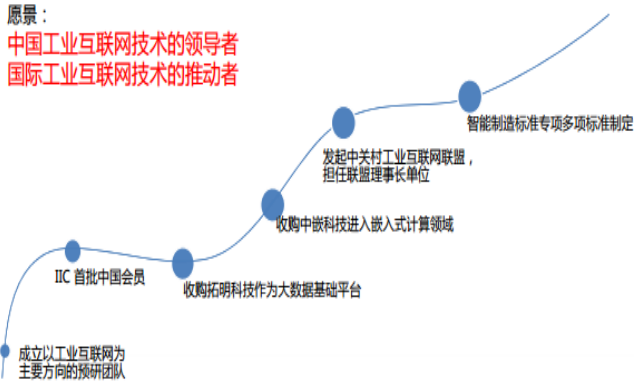 愿景：
中国工业互联网技术的领导者
国际工业互联网技术的推动者
智能制造标准专项多项标准制定
发起中关村工业互联网联盟，
担任联盟理事长单位
收购中嵌科技进入嵌入式计算领域
IIC 首批中国会员
收购拓明科技作为大数据基础平台
成立以工业互联网为
主要方向的预研团队